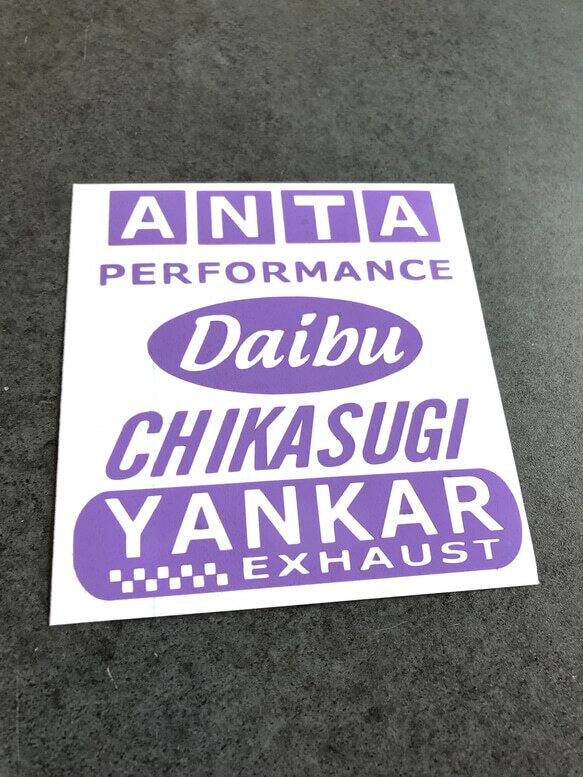 ANTA
PERFORMANCE
Daibu
CHIKASUGI
YANKAR
EXHAUST